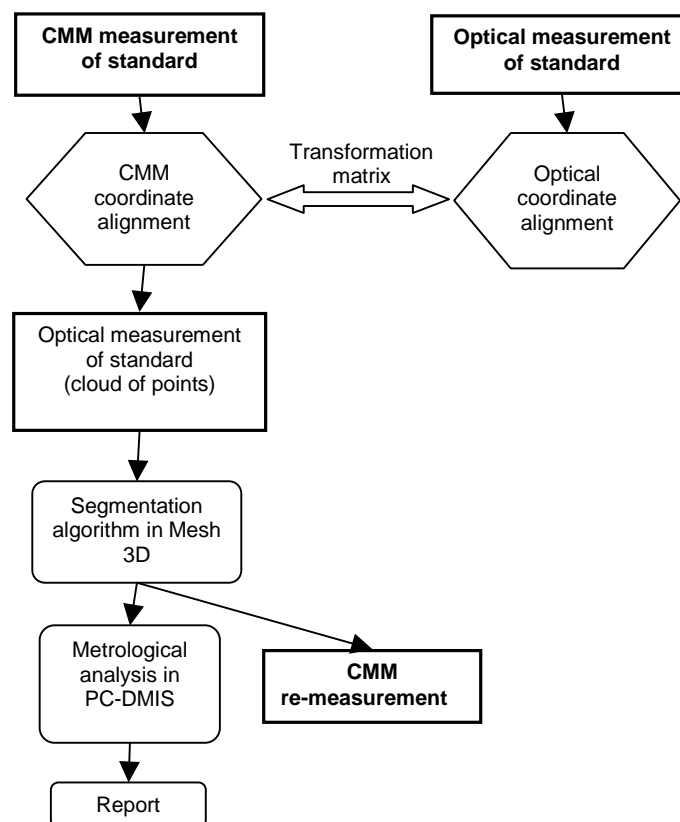 CMM measurement
of standard
Optical measurement
of standard
CMM
coordinate
alignment
Transformation
matrix
Optical
coordinate
alignment
Optical measurement
of standard
(cloud of points)
Segmentation
algorithm in Mesh
3D
Metrological
analysis in
PC-DMIS
CMM
re-measurement
Report